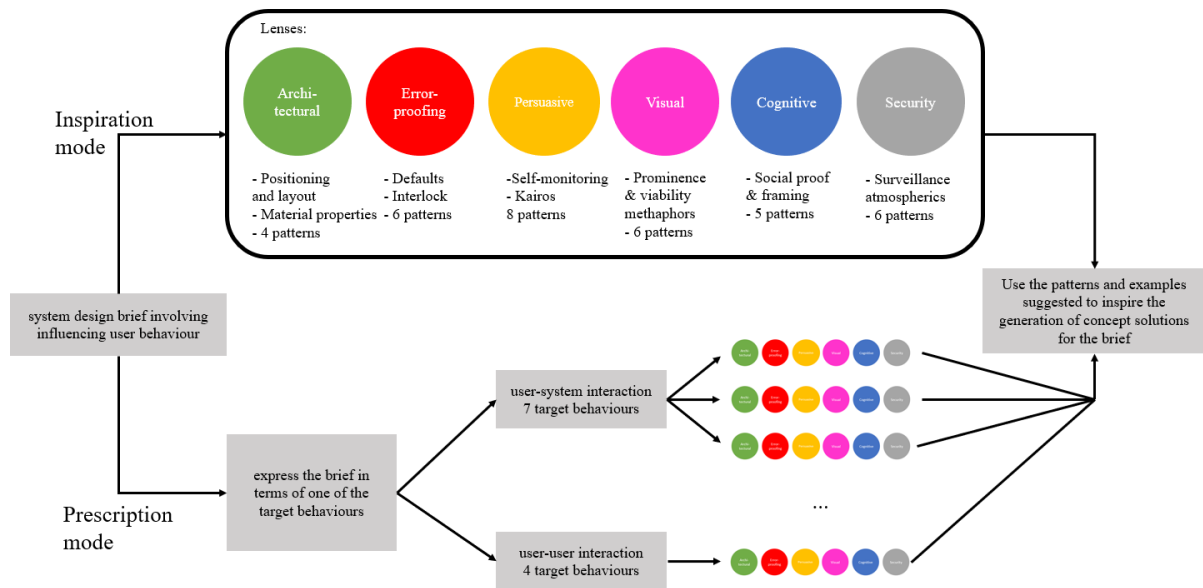 Lenses:
Archi-
tectural
Error-
proofing
Persuasive
Visual
Cognitive
Security
- Positioning
and layout
- Material properties
- 4 patterns
- Defaults
- Interlock
- 6 patterns
-Self-monitoring
- Kairos
8 patterns
- Prominence
& viability
methaphors
- 6 patterns
- Social proof
& framing
- 5 patterns
- Surveillance
atmospherics
- 6 patterns
Inspiration
mode
system design brief involving
influencing user behaviour
Use the patterns and examples
suggested to inspire the
generation of concept solutions
for the brief
Prescription
mode
express the brief in
terms of one of the
target behaviours
user-system interaction
7 target behaviours
...
user-user interaction
4 target behaviours